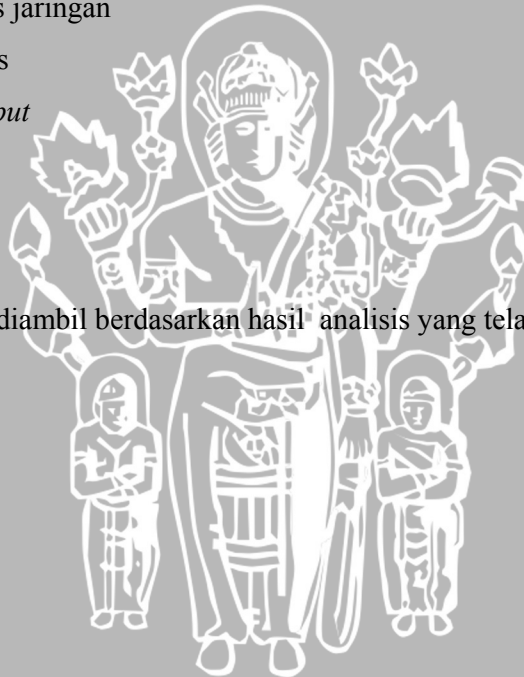 s jaringan
s
put
diambil berdasarkan hasil analisis yang tela